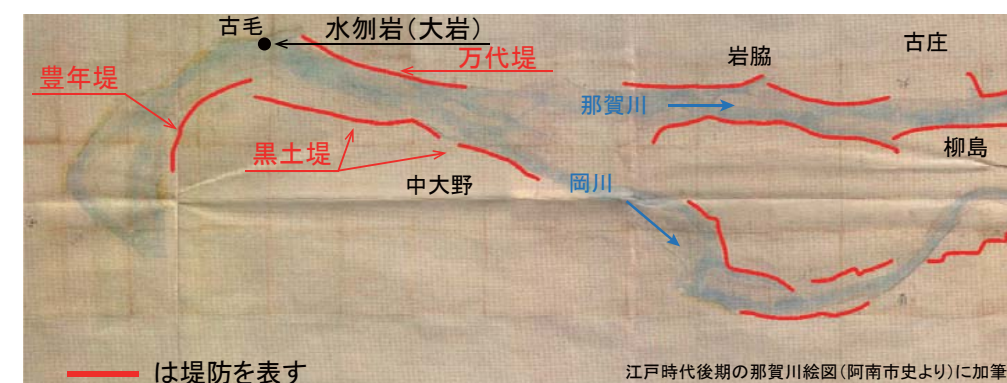 古毛
水刎岩(大岩)
万代堤
豊年堤
黒土堤
中大野
那賀川
岩脇
古庄
柳島
岡川
は堤防を表す
江戸時代後期の那賀川絵図(阿南市史より)に加筆